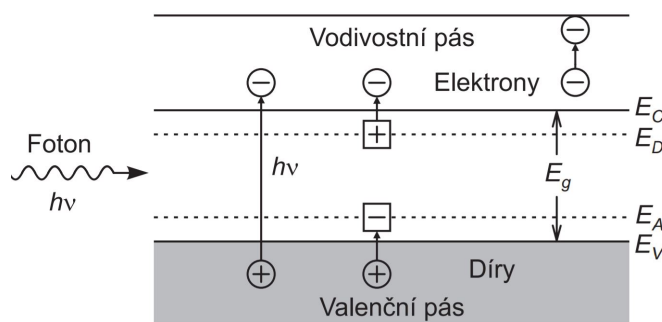 Vodivostní pás
Elektrony
E_C
E_D
Foton
hν
hν
E_g
E_A
E_V
Díry
Valenční pás